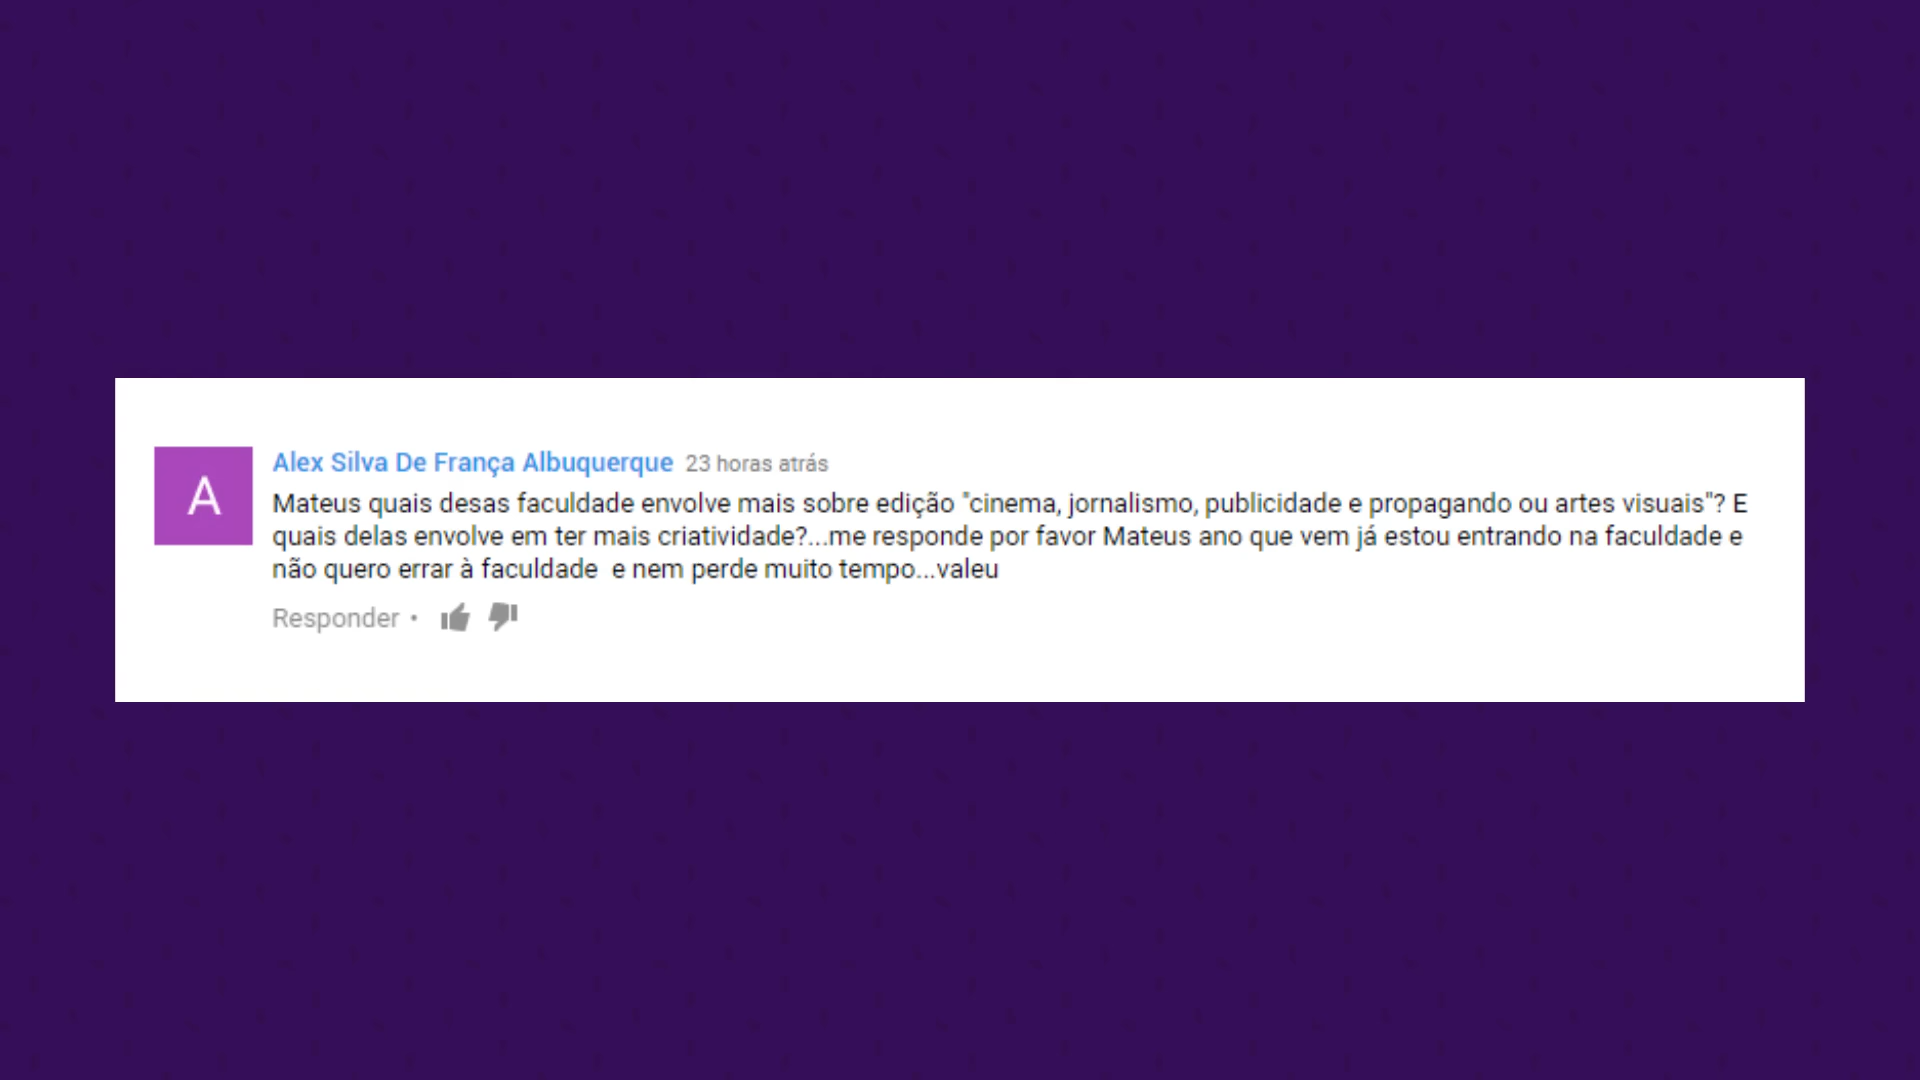 A
Alex Silva De França Albuquerque 23 horas atrás
Mateus quais desas faculdade envolve mais sobre edição "cinema, jornalismo, publicidade e propagando ou artes visuais"? E
quais delas envolve em ter mais criatividade?...me responde por favor Mateus ano que vem já estou entrando na faculdade e
não quero errar à faculdade  e nem perde muito tempo...valeu
Responder •